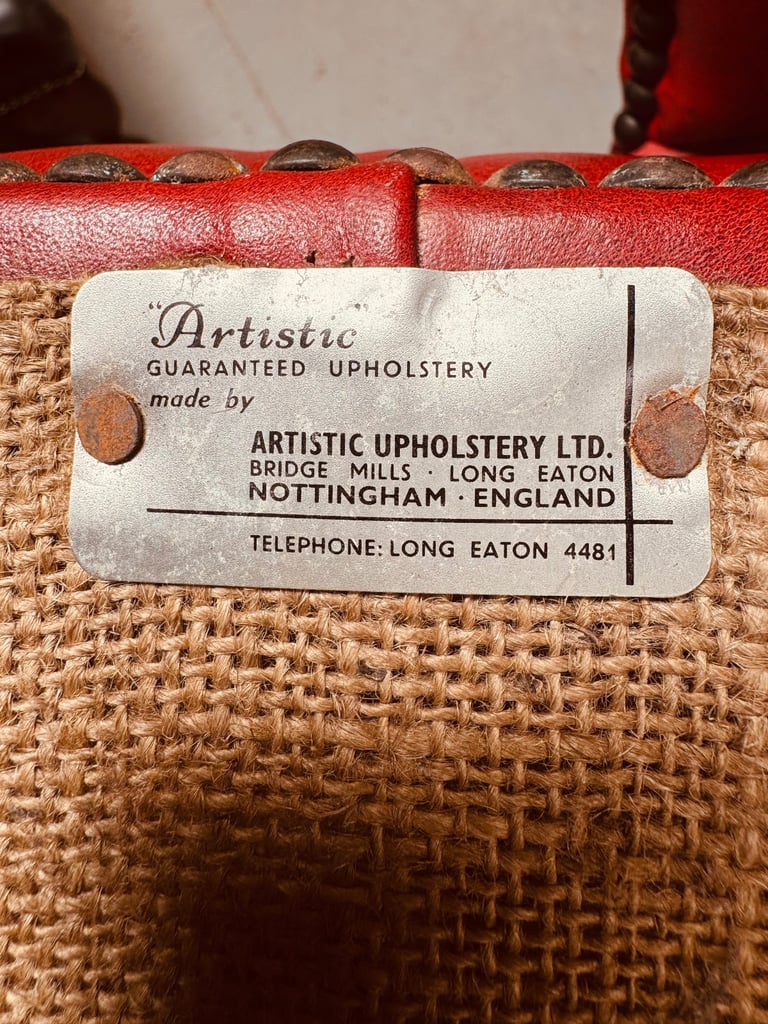 "Artistic"
GUARANTEED UPHOLSTERY
made by
ARTISTIC UPHOLSTERY LTD.
BRIDGE MILLS · LONG EATON
NOTTINGHAM · ENGLAND
TELEPHONE: LONG EATON 4481